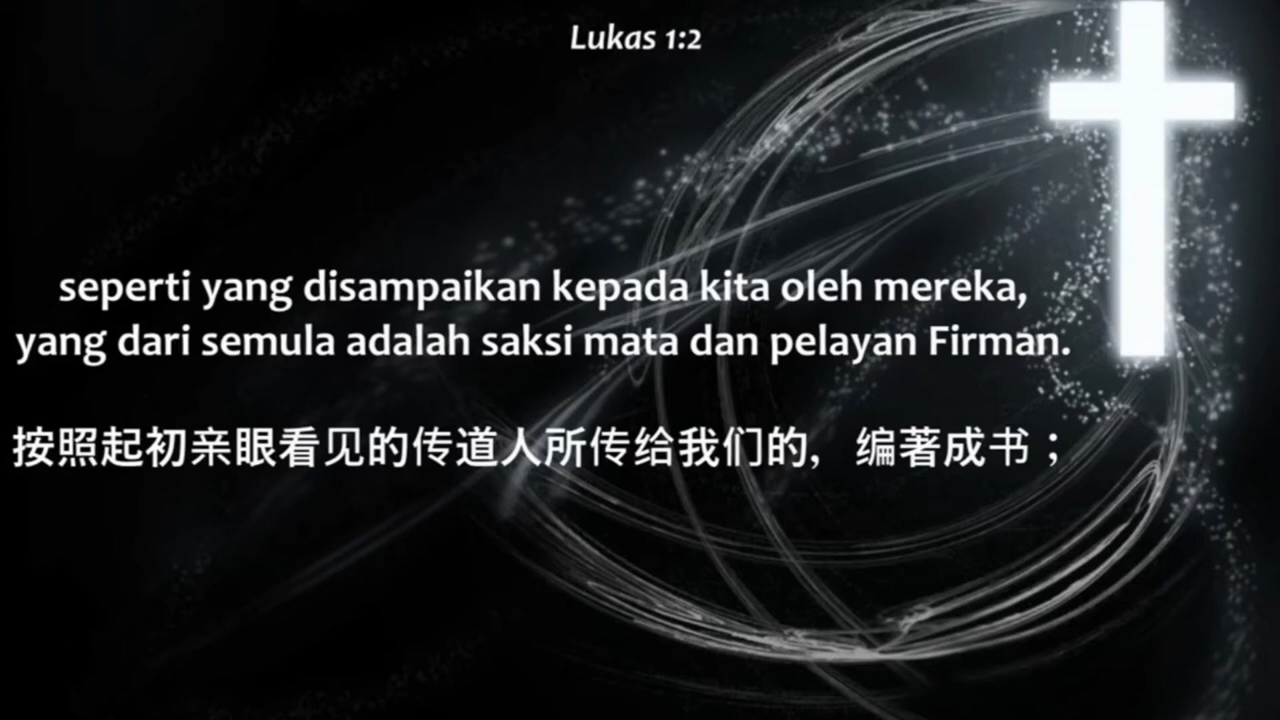 Lukas 1:2
seperti yang disampaikan kepada kita oleh mereka,
yang dari semula adalah saksi mata dan pelayan Firman.
按照起初亲眼看见的传道人所传给我们的，编著成书；